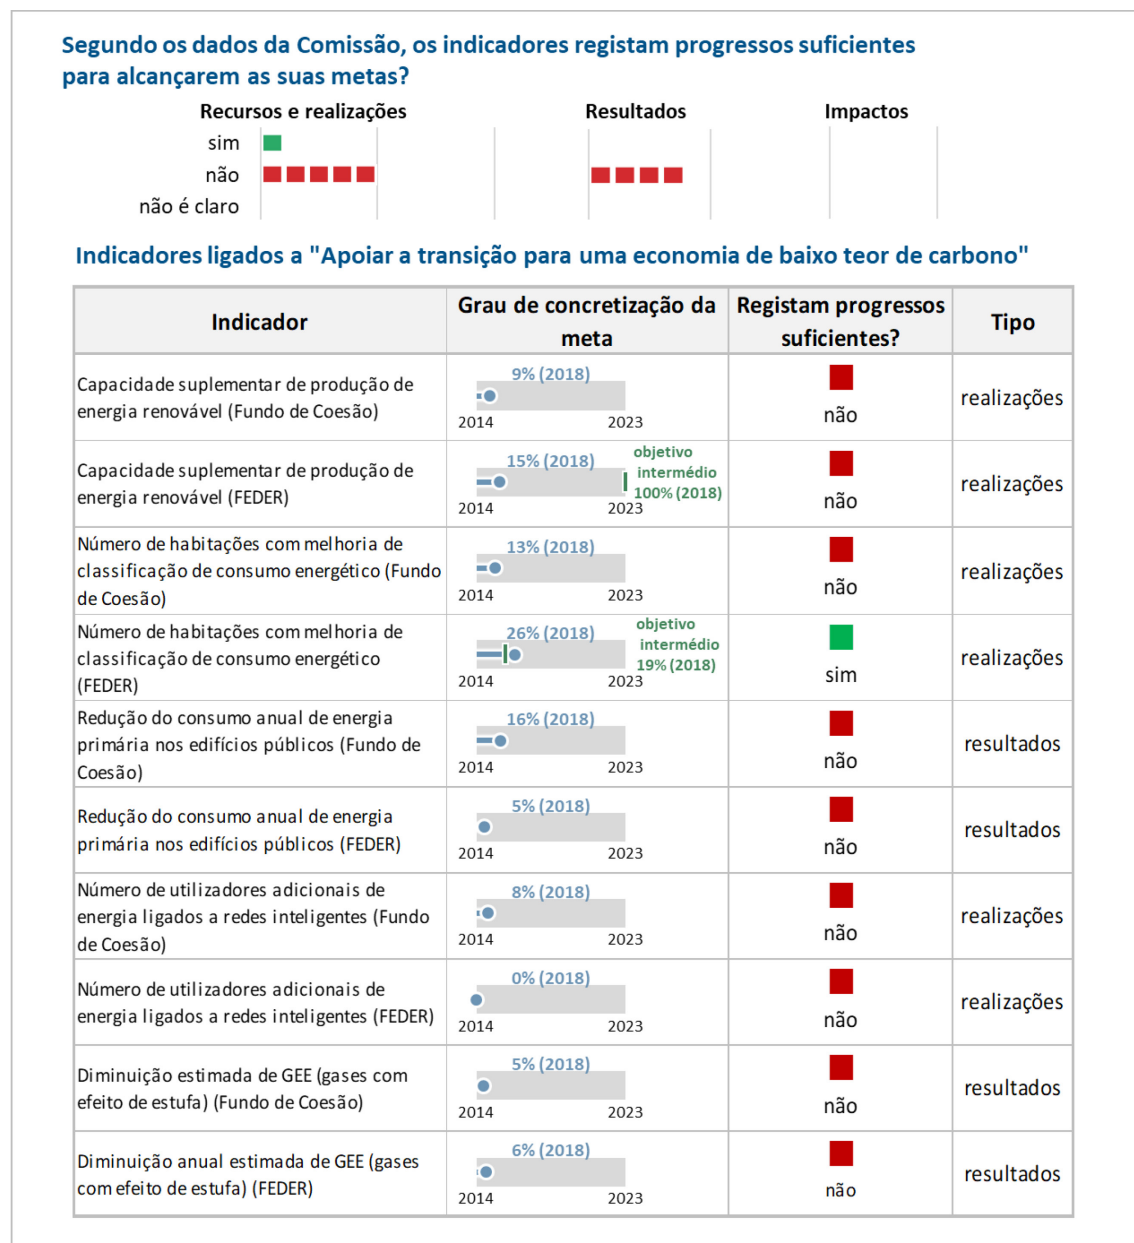 Segundo os dados da Comissão, os indicadores registam progressos suficientes
para alcançarem as suas metas?
Recursos e realizações
Resultados
Impactos
sim
não
não é claro
Indicadores ligados a "Apoiar a transição para uma economia de baixo teor de carbono"
Indicador
Grau de concretização da
meta
Registam progressos
suficientes?
Tipo
Capacidade suplementar de produção de
energia renovável (Fundo de Coesão)
9% (2018)
2014
2023
não
realizações
Capacidade suplementar de produção de
energia renovável (FEDER)
15% (2018)
objetivo
intermédio
100% (2018)
2014
2023
não
realizações
Número de habitações com melhoria de
classificação de consumo energético (Fundo
de Coesão)
13% (2018)
2014
2023
não
realizações
Número de habitações com melhoria de
classificação de consumo energético
(FEDER)
26% (2018)
objetivo
intermédio
19% (2018)
2014
2023
sim
realizações
Redução do consumo anual de energia
primária nos edifícios públicos (Fundo de
Coesão)
16% (2018)
2014
2023
não
resultados
Redução do consumo anual de energia
primária nos edifícios públicos (FEDER)
5% (2018)
2014
2023
não
resultados
Número de utilizadores adicionais de
energia ligados a redes inteligentes (Fundo
de Coesão)
8% (2018)
2014
2023
não
realizações
Número de utilizadores adicionais de
energia ligados a redes inteligentes (FEDER)
0% (2018)
2014
2023
não
realizações
Diminuição estimada de GEE (gases com
efeito de estufa) (Fundo de Coesão)
5% (2018)
2014
2023
não
resultados
Diminuição anual estimada de GEE (gases
com efeito de estufa) (FEDER)
6% (2018)
2014
2023
não
resultados